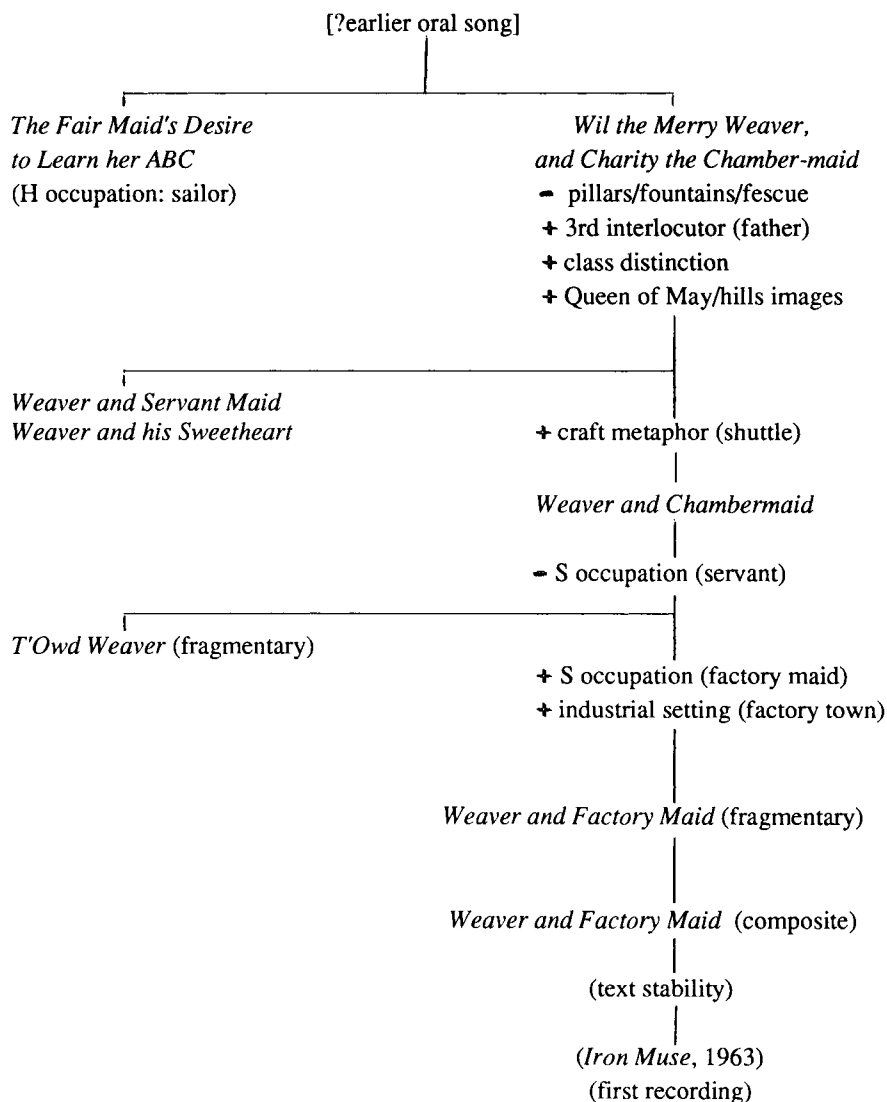 [?earlier oral song]
The Fair Maid's Desire
to Learn her ABC
(H occupation: sailor)
Wil the Merry Weaver,
and Charity the Chamber-maid
- pillars/fountains/fescue
+ 3rd interlocutor (father)
+ class distinction
+ Queen of May/hills images
Weaver and Servant Maid
Weaver and his Sweetheart
+ craft metaphor (shuttle)
Weaver and Chambermaid
- S occupation (servant)
T'Owd Weaver (fragmentary)
+ S occupation (factory maid)
+ industrial setting (factory town)
Weaver and Factory Maid (fragmentary)
Weaver and Factory Maid (composite)
(text stability)
(Iron Muse, 1963)
(first recording)